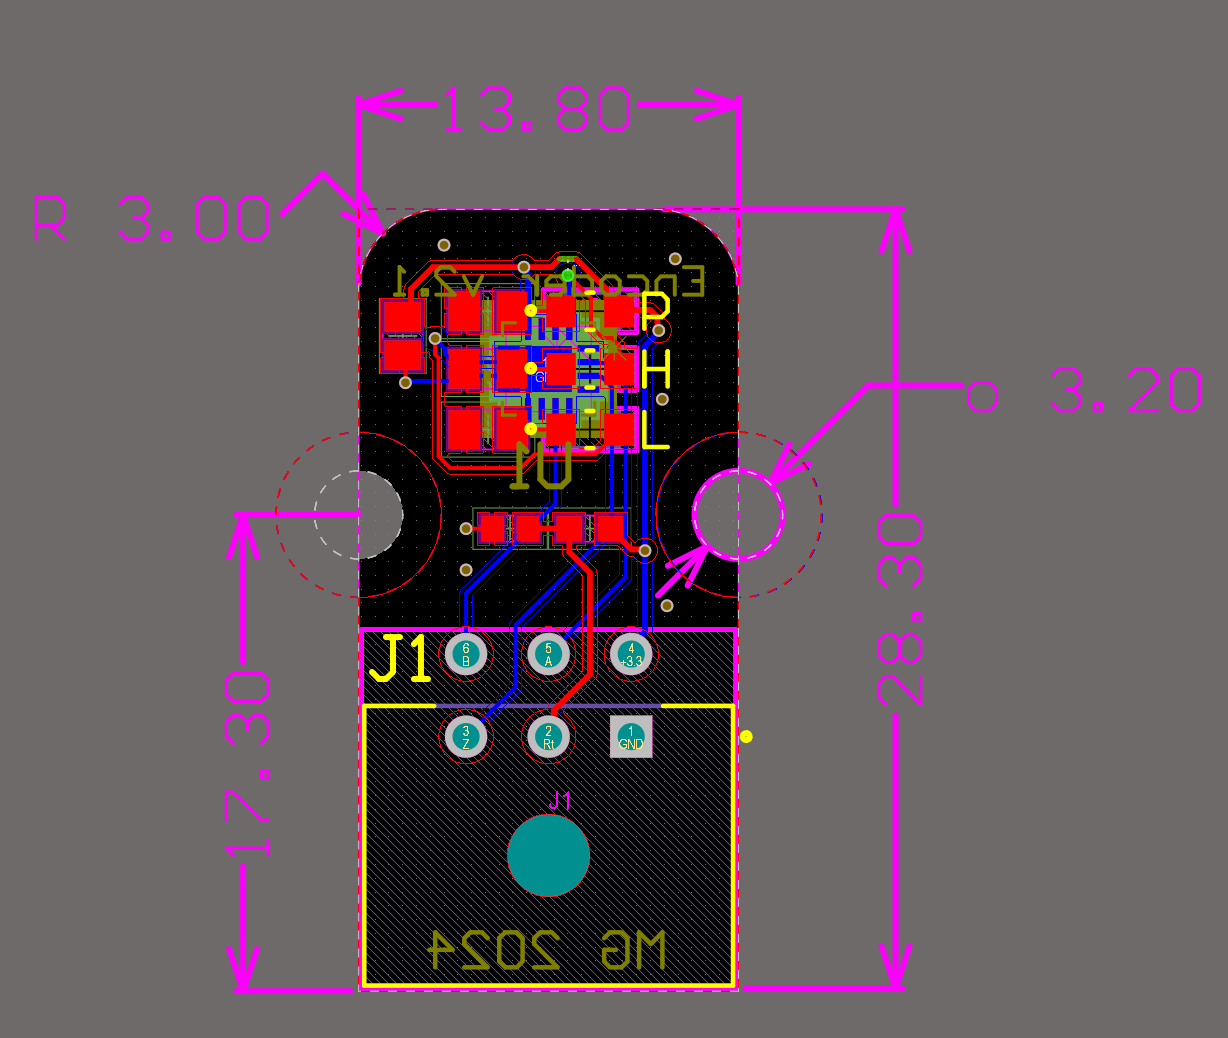 13.80
R 3.00
Encoder v2.1
P
H
ø 3.20
L
U1
28.30
J1
6
B
5
A
4
+3.3
17.30
3
Z
2
Rt
1
GND
J1
MG 2024